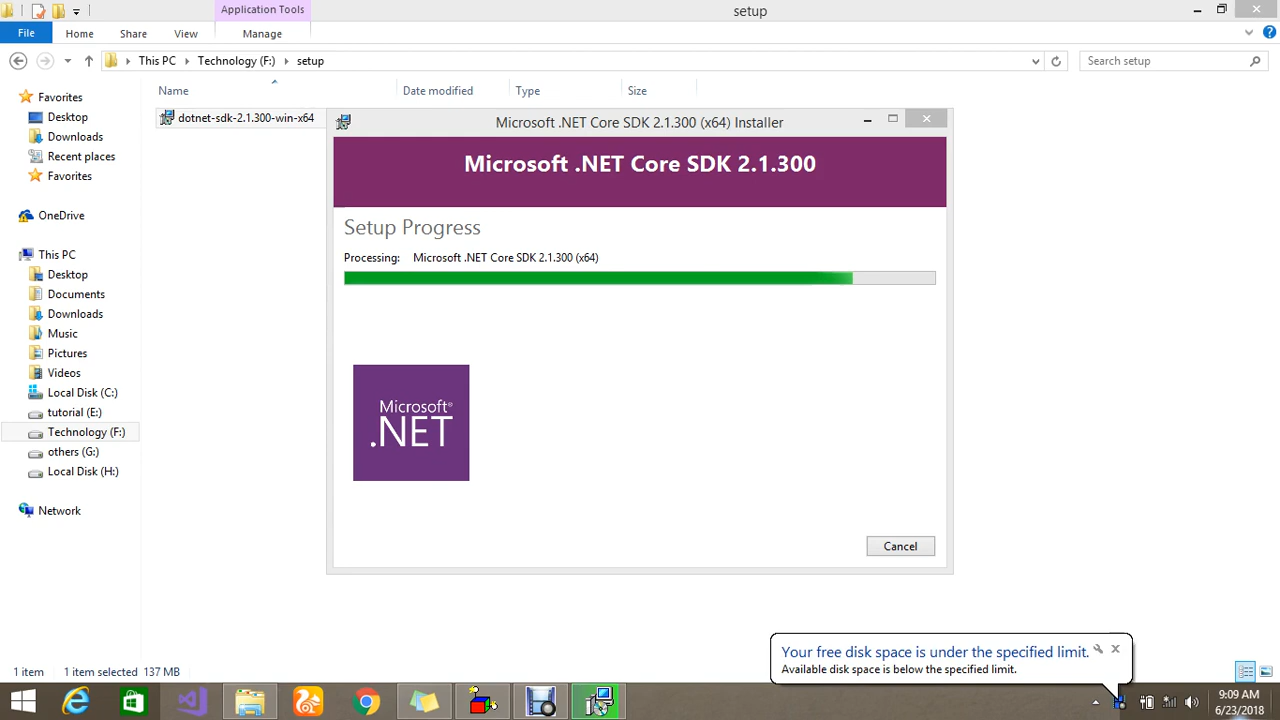 Application Tools
setup
File
Home
Share
View
Manage
This PC
Technology (F:)
setup
Search setup
Name
Date modified
Type
Size
Favorites
Desktop
Downloads
Recent places
Favorites
OneDrive
This PC
Desktop
Documents
Downloads
Music
Pictures
Videos
Local Disk (C:)
tutorial (E:)
Technology (F:)
others (G:)
Local Disk (H:)
Network
dotnet-sdk-2.1.300-win-x64
Microsoft .NET Core SDK 2.1.300 (x64) Installer
Microsoft .NET Core SDK 2.1.300
Setup Progress
Processing: Microsoft .NET Core SDK 2.1.300 (x64)
Microsoft®
.NET
Cancel
Your free disk space is under the specified limit.
Available disk space is below the specified limit.
1 item
1 item selected 137 MB
9:09 AM
6/23/2018